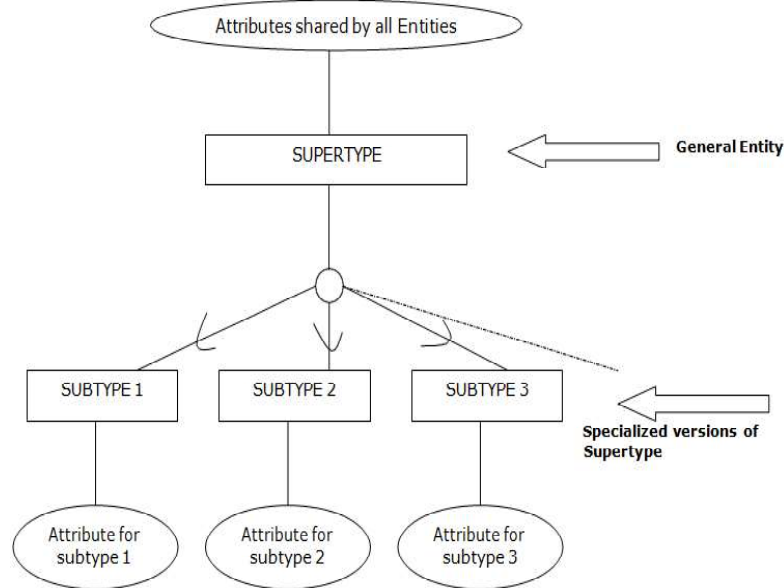 Attributes shared by all Entities
SUPERTYPE
General Entity
SUBTYPE 1
SUBTYPE 2
SUBTYPE 3
Specialized versions of
Supertype
Attribute for
subtype 1
Attribute for
subtype 2
Attribute for
subtype 3